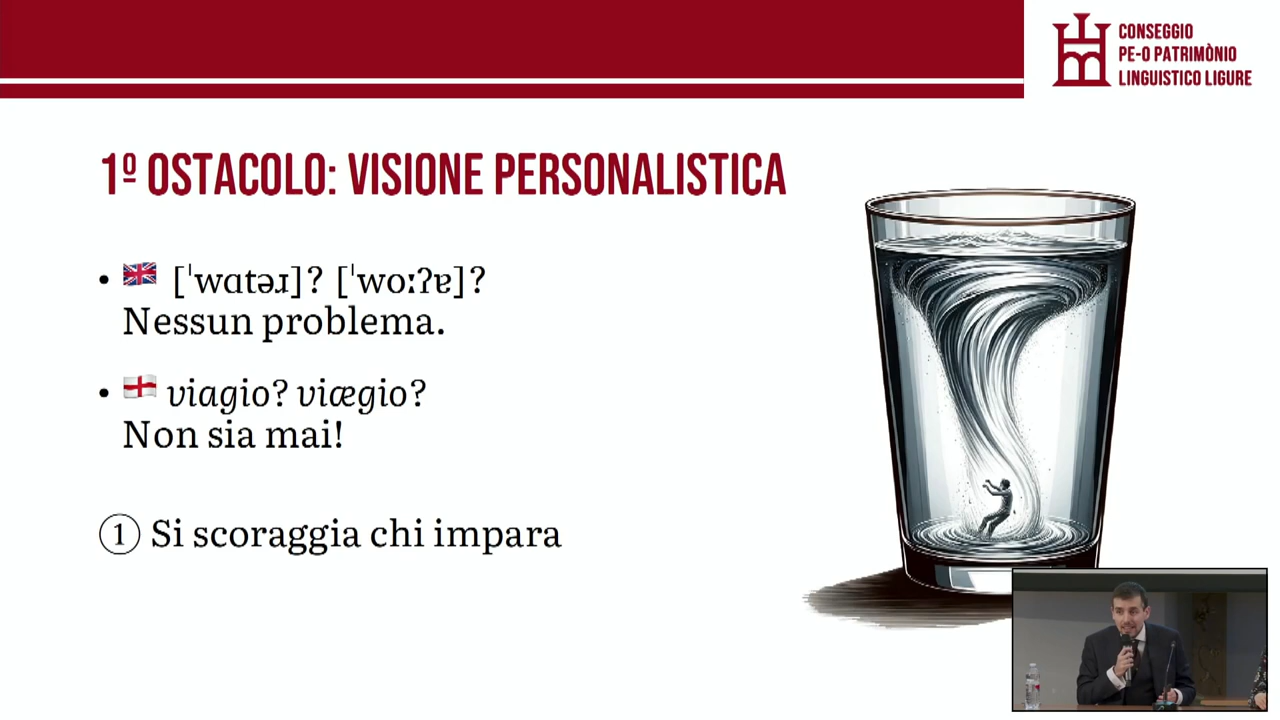 CONSEGGIO
PE-O PATRIMÒNIO
LINGUISTICO LIGURE
1º OSTACOLO: VISIONE PERSONALISTICA
• 🇬🇧 [ˈwɑtəɹ]? [ˈwoːʔɐ]?
Nessun problema.
• 🏴󠁧󠁢󠁥󠁮󠁧󠁿 viagio? viægio?
Non sia mai!
① Si scoraggia chi impara